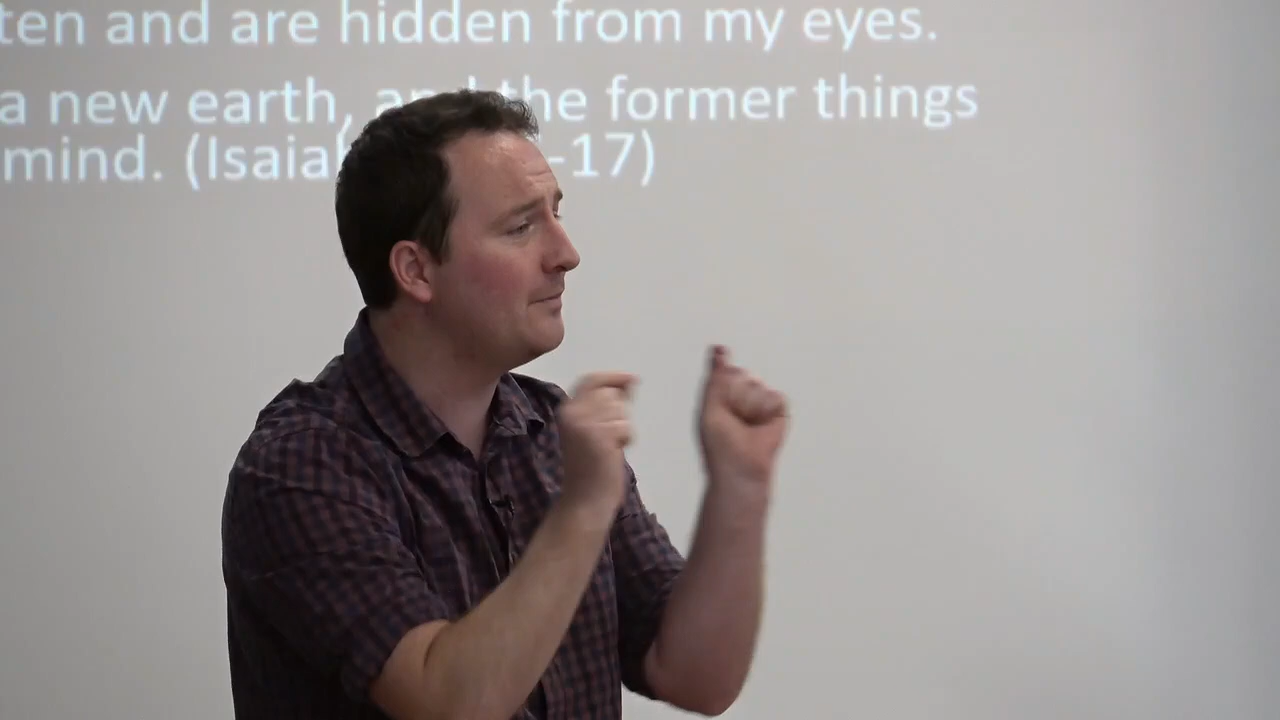 ten and are hidden from my eyes.
a new earth, and the former things
mind. (Isaiah -17)